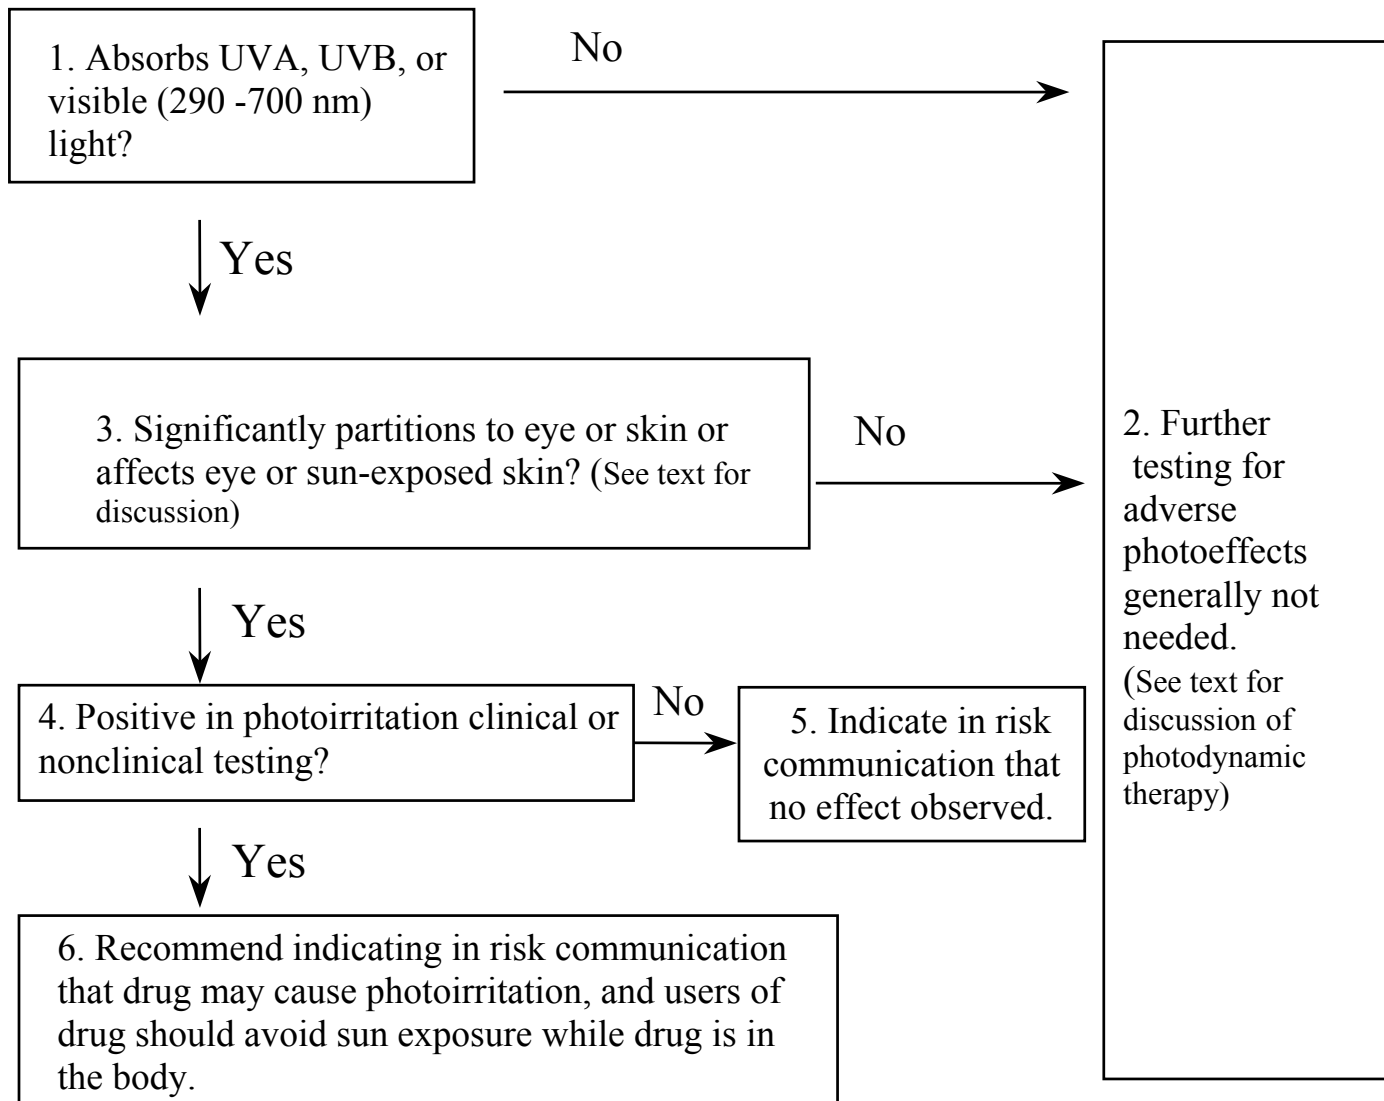 1. Absorbs UVA, UVB, or
visible (290 -700 nm)
light?
No
Yes
3. Significantly partitions to eye or skin or
affects eye or sun-exposed skin? (See text for
discussion)
No
2. Further
testing for
adverse
photoeffects
generally not
needed.
(See text for
discussion of
photodynamic
therapy)
Yes
4. Positive in photoirritation clinical or
nonclinical testing?
No
5. Indicate in risk
communication that
no effect observed.
Yes
6. Recommend indicating in risk communication
that drug may cause photoirritation, and users of
drug should avoid sun exposure while drug is in
the body.